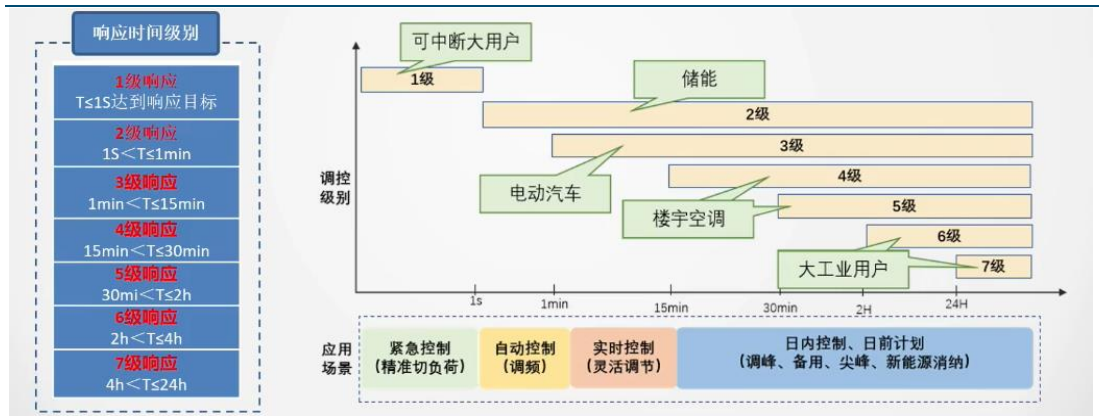 响应时间级别
1级响应
T≤1S达到响应目标
2级响应
1S＜T≤1min
3级响应
1min＜T≤15min
4级响应
15min＜T≤30min
5级响应
30mi＜T≤2h
6级响应
2h＜T≤4h
7级响应
4h＜T≤24h
可中断大用户
1级
储能
2级
3级
电动汽车
4级
楼宇空调
5级
6级
大工业用户
7级
调控
级别
1s
1min
15min
30min
2H
24H
应用
场景
紧急控制
(精准切负荷)
自动控制
(调频)
实时控制
(灵活调节)
日内控制、日前计划
(调峰、备用、尖峰、新能源消纳)